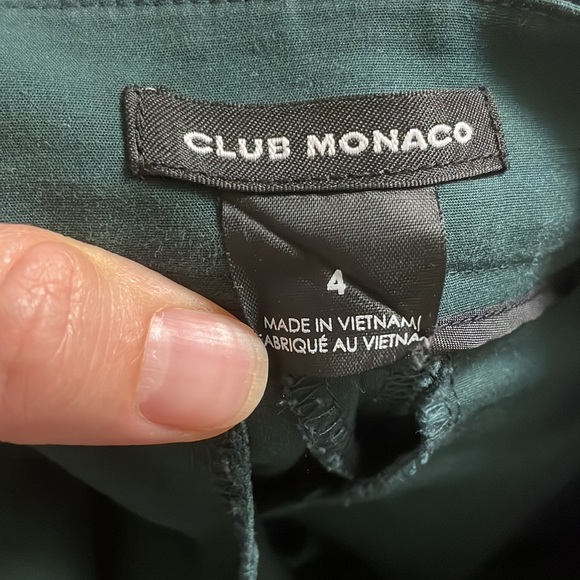 CLUB MONACO
4
MADE IN VIETNAM/
FABRIQUÉ AU VIETNAM